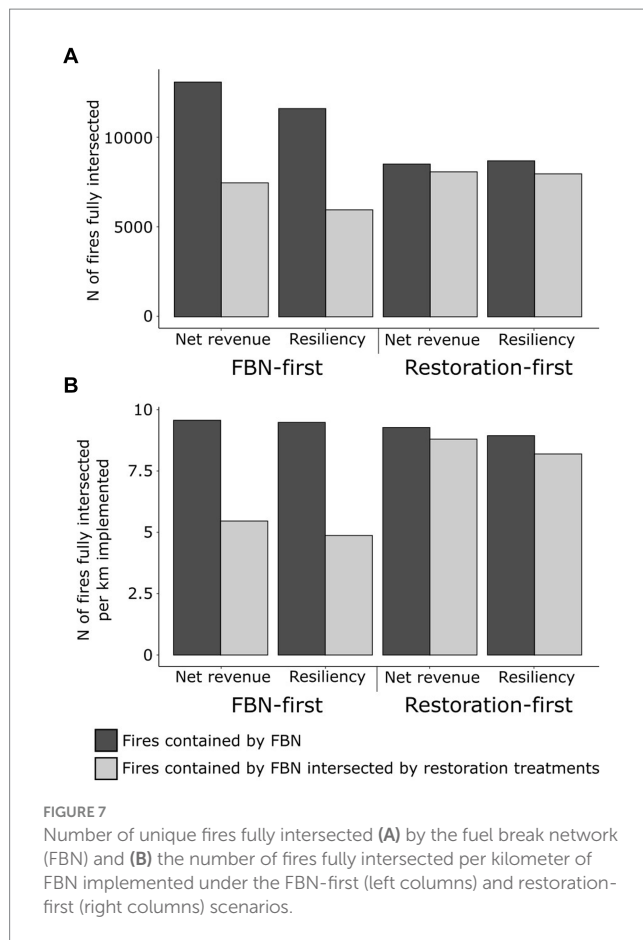 A
N of fires fully intersected
10000
5000
0
Net revenue Resiliency Net revenue Resiliency
FBN-first Restoration-first
B
N of fires fully intersected
per km implemented
10
7.5
5
2.5
0
Net revenue Resiliency Net revenue Resiliency
FBN-first Restoration-first
Fires contained by FBN
Fires contained by FBN intersected by restoration treatments
FIGURE 7
Number of unique fires fully intersected (A) by the fuel break network
(FBN) and (B) the number of fires fully intersected per kilometer of
FBN implemented under the FBN-first (left columns) and restoration-
first (right columns) scenarios.